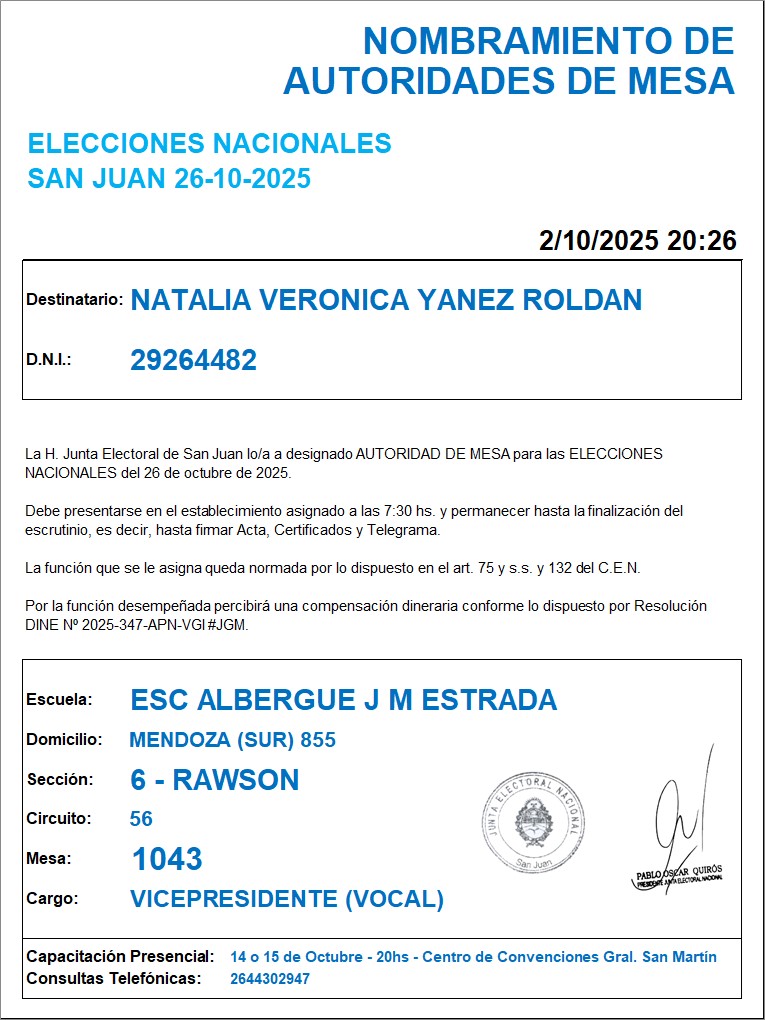 NOMBRAMIENTO DE
AUTORIDADES DE MESA
ELECCIONES NACIONALES
SAN JUAN 26-10-2025
2/10/2025 20:26
Destinatario: NATALIA VERONICA YANEZ ROLDAN
D.N.I.: 29264482
La H. Junta Electoral de San Juan lo/a a designado AUTORIDAD DE MESA para las ELECCIONES
NACIONALES del 26 de octubre de 2025.
Debe presentarse en el establecimiento asignado a las 7:30 hs. y permanecer hasta la finalización del
escrutinio, es decir, hasta firmar Acta, Certificados y Telegrama.
La función que se le asigna queda normada por lo dispuesto en el art. 75 y s.s. y 132 del C.E.N.
Por la función desempeñada percibirá una compensación dineraria conforme lo dispuesto por Resolución
DINE Nº 2025-347-APN-VGI#JGM.
Escuela: ESC ALBERGUE J M ESTRADA
Domicilio: MENDOZA (SUR) 855
Sección: 6 - RAWSON
Circuito: 56
Mesa: 1043
Cargo: VICEPRESIDENTE (VOCAL)
JUNTA ELECTORAL NACIONAL
San Juan
PABLO OSCAR QUIRÓS
PRESIDENTE JUNTA ELECTORAL NACIONAL
Capacitación Presencial: 14 o 15 de Octubre - 20hs - Centro de Convenciones Gral. San Martín
Consultas Telefónicas: 2644302947